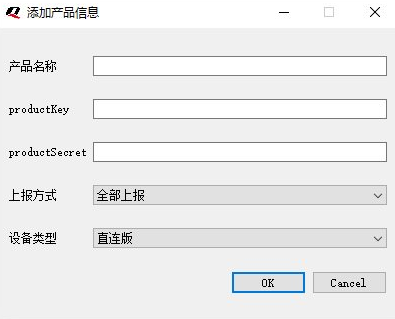 添加产品信息
产品名称
productKey
productSecret
上报方式 全部上报
设备类型 直连版
OK Cancel